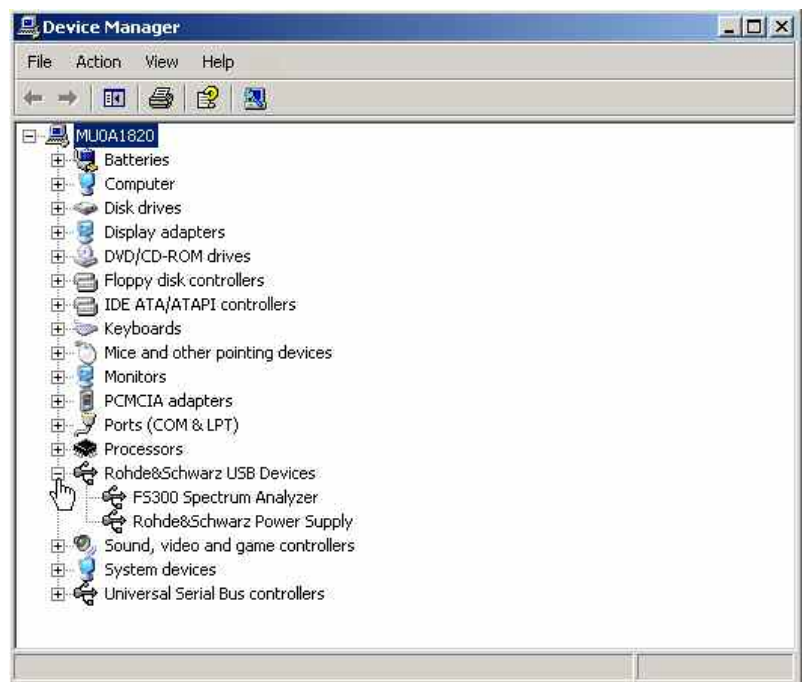 Device Manager
File Action View Help
MU0A1820
Batteries
Computer
Disk drives
Display adapters
DVD/CD-ROM drives
Floppy disk controllers
IDE ATA/ATAPI controllers
Keyboards
Mice and other pointing devices
Monitors
PCMCIA adapters
Ports (COM & LPT)
Processors
Rohde&Schwarz USB Devices
FS300 Spectrum Analyzer
Rohde&Schwarz Power Supply
Sound, video and game controllers
System devices
Universal Serial Bus controllers